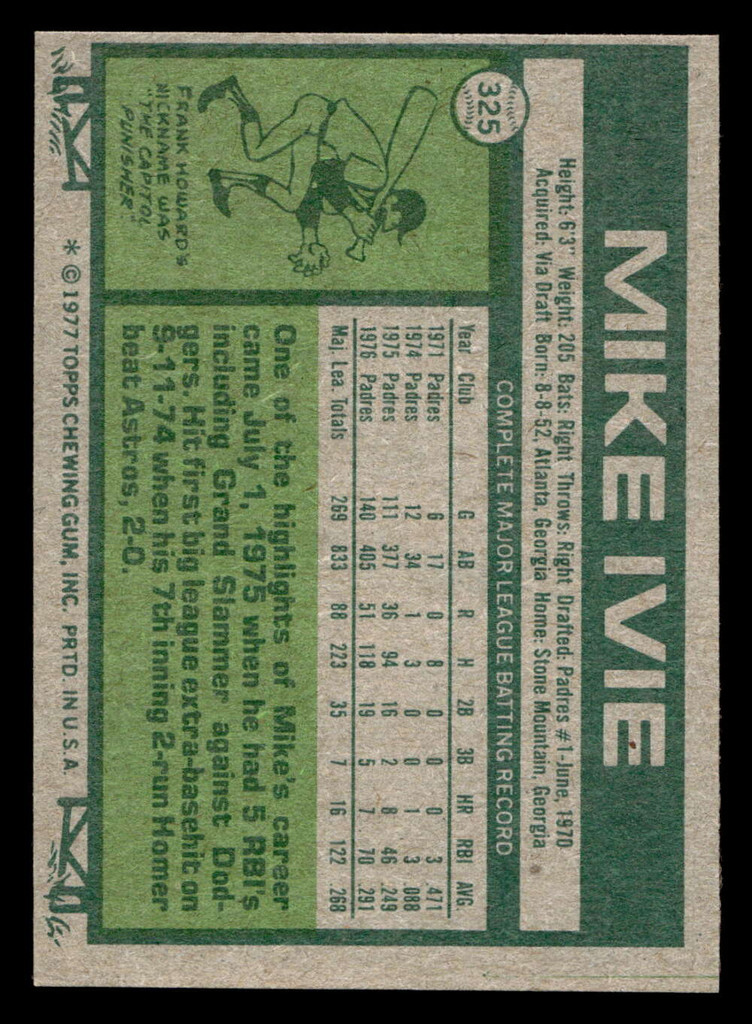 MIKE IVIE
325
Height: 6'3" Weight: 205 Bats: Right Throws: Right Drafted: Padres #1-June, 1970
Acquired: Via Draft Born: 8-8-52, Atlanta, Georgia Home: Stone Mountain, Georgia
COMPLETE MAJOR LEAGUE BATTING RECORD
Year Club G AB R H 2B 3B HR RBI AVG.
1971 Padres 6 17 0 8 0 0 0 3 .471
1974 Padres 12 34 1 3 0 0 1 3 .088
1975 Padres 111 377 36 94 16 2 8 46 .249
1976 Padres 140 405 51 118 19 5 7 70 .291
Maj. Lea. Totals 269 833 88 223 35 7 16 122 .268
FRANK HOWARD'S
NICKNAME WAS
"THE CAPITOL
PUNISHER."
One of the highlights of Mike's career
came July 1, 1975 when he had 5 RBI's
including Grand Slammer against Dod-
gers. Hit first big league extra-basehit on
9-11-74 when his 7th inning 2-run Homer
beat Astros, 2-0.
* © 1977 TOPPS CHEWING GUM, INC. PRTD. IN U.S.A.